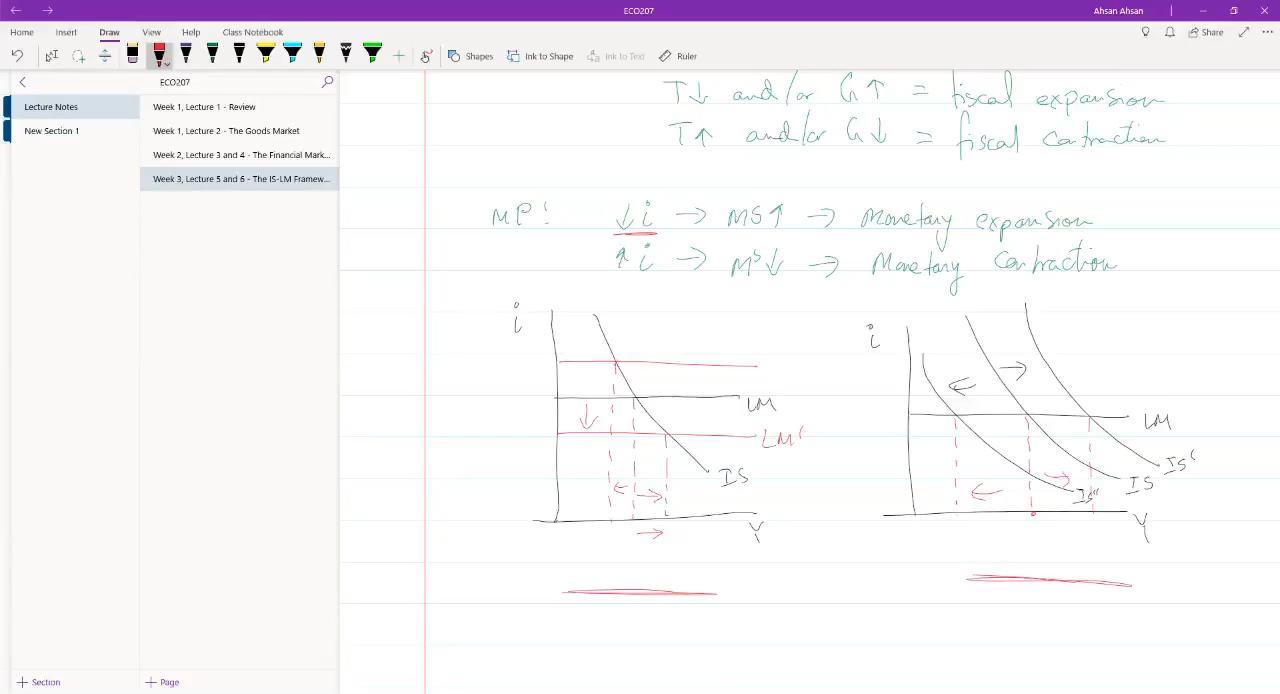 ECO207
Ahsan Ahsan
Home Insert Draw View Help Class Notebook
Share
Shapes Ink to Shape Ink to Text Ruler
ECO207
Lecture Notes
New Section 1
Week 1, Lecture 1 - Review
Week 1, Lecture 2 - The Goods Market
Week 2, Lecture 3 and 4 - The Financial Mark...
Week 3, Lecture 5 and 6 - The IS-LM Framew...
T↓ and/or G↑ = fiscal expansion
T↑ and/or G↓ = fiscal contraction
MP: ↓i → MS↑ → Monetary expansion
↑i → MS↓ → Monetary contraction
i
LM
LM'
IS
Y
i
LM
IS'
IS
IS"
Y
+ Section
+ Page